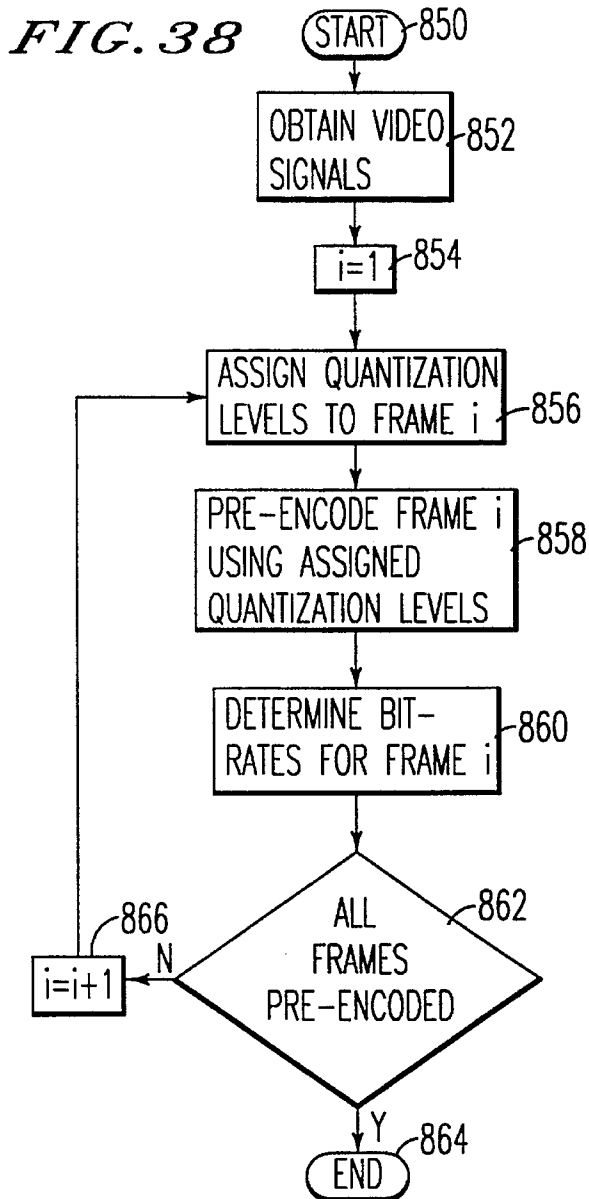 FIG. 38
START 850
OBTAIN VIDEO
SIGNALS
852
i=1 854
ASSIGN QUANTIZATION
LEVELS TO FRAME i
856
PRE-ENCODE FRAME i
USING ASSIGNED
QUANTIZATION LEVELS
858
DETERMINE BIT-
RATES FOR FRAME i
860
ALL
FRAMES
PRE-ENCODED
862
866
N
i=i+1
Y
864
END